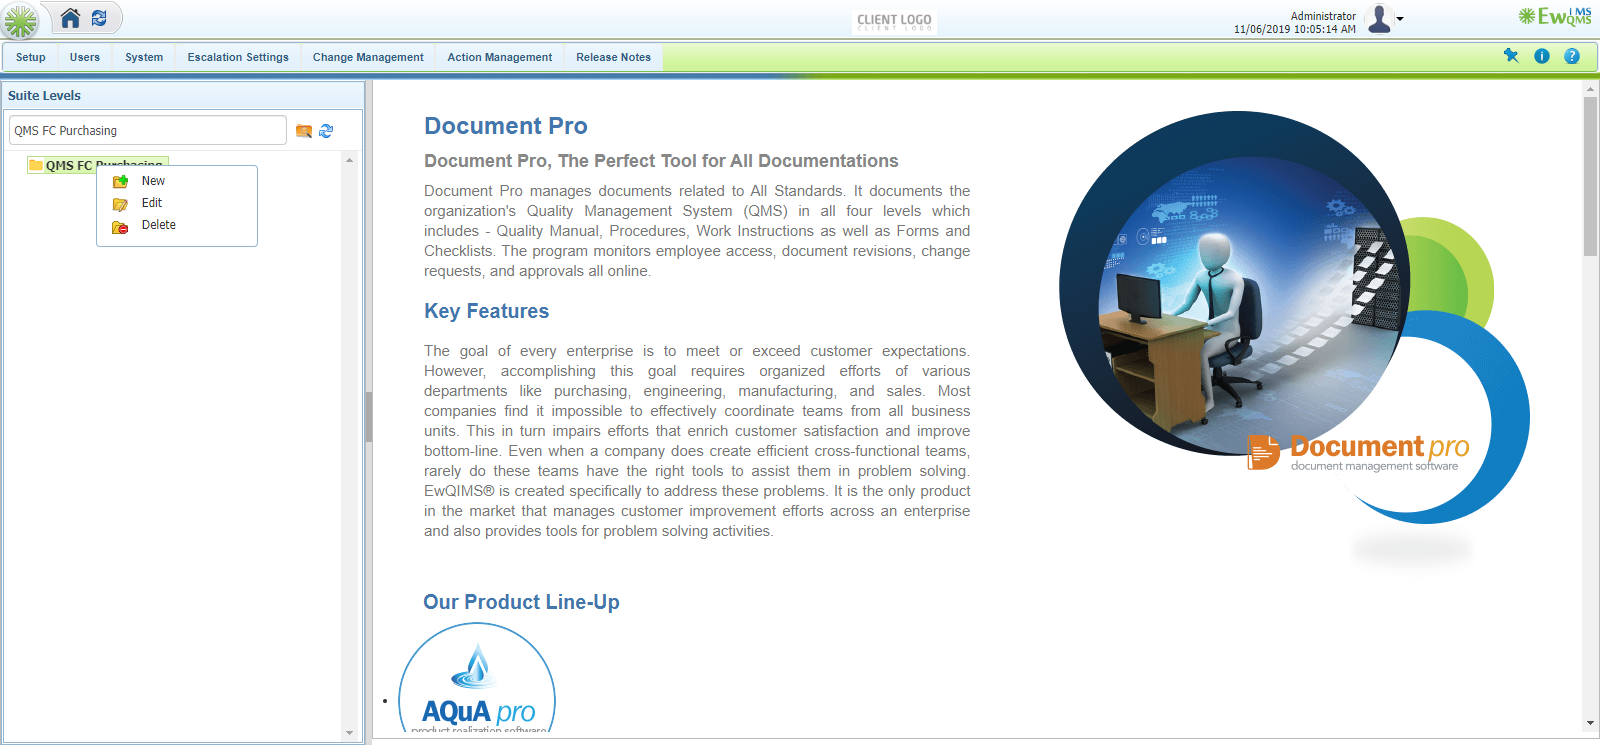 CLIENT LOGO
CLIENT LOGO
Administrator
11/06/2019 10:05:14 AM
EwQIMS
QMS
Setup Users System Escalation Settings Change Management Action Management Release Notes
Suite Levels
QMS FC Purchasing
QMS FC Purchasing
New
Edit
Delete
Document Pro
Document Pro, The Perfect Tool for All Documentations
Document Pro manages documents related to All Standards. It documents the
organization's Quality Management System (QMS) in all four levels which
includes - Quality Manual, Procedures, Work Instructions as well as Forms and
Checklists. The program monitors employee access, document revisions, change
requests, and approvals all online.
Key Features
The goal of every enterprise is to meet or exceed customer expectations.
However, accomplishing this goal requires organized efforts of various
departments like purchasing, engineering, manufacturing, and sales. Most
companies find it impossible to effectively coordinate teams from all business
units. This in turn impairs efforts that enrich customer satisfaction and improve
bottom-line. Even when a company does create efficient cross-functional teams,
rarely do these teams have the right tools to assist them in problem solving.
EwQIMS® is created specifically to address these problems. It is the only product
in the market that manages customer improvement efforts across an enterprise
and also provides tools for problem solving activities.
Document pro
document management software
Our Product Line-Up
AQuA pro
product realization software